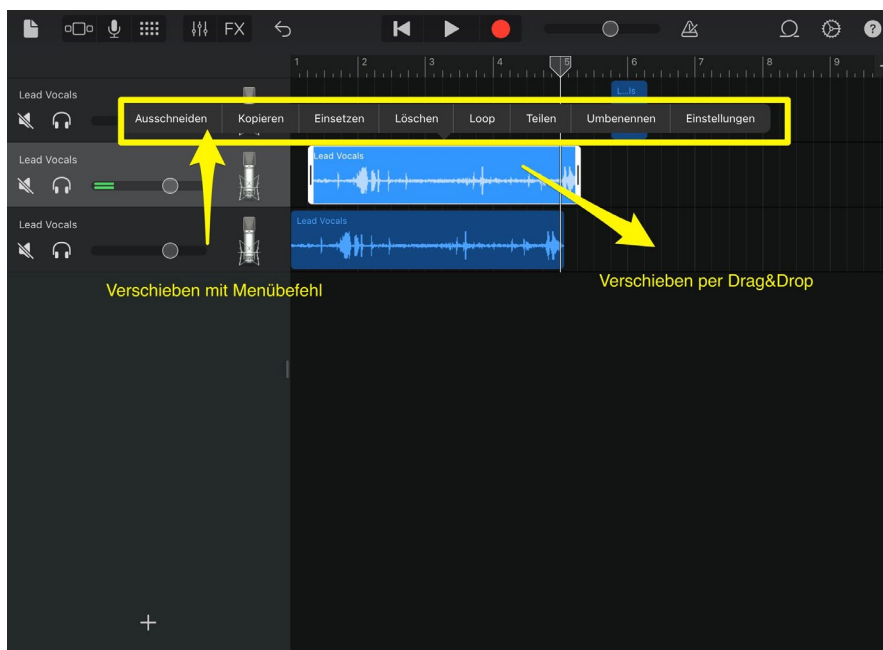 FX
?
1 2 3 4 5 6 7 8 9
Lead Vocals
L...ls
Ausschneiden Kopieren Einsetzen Löschen Loop Teilen Umbenennen Einstellungen
Lead Vocals
Lead Vocals
Lead Vocals
Lead Vocals
Verschieben mit Menübefehl
Verschieben per Drag&Drop